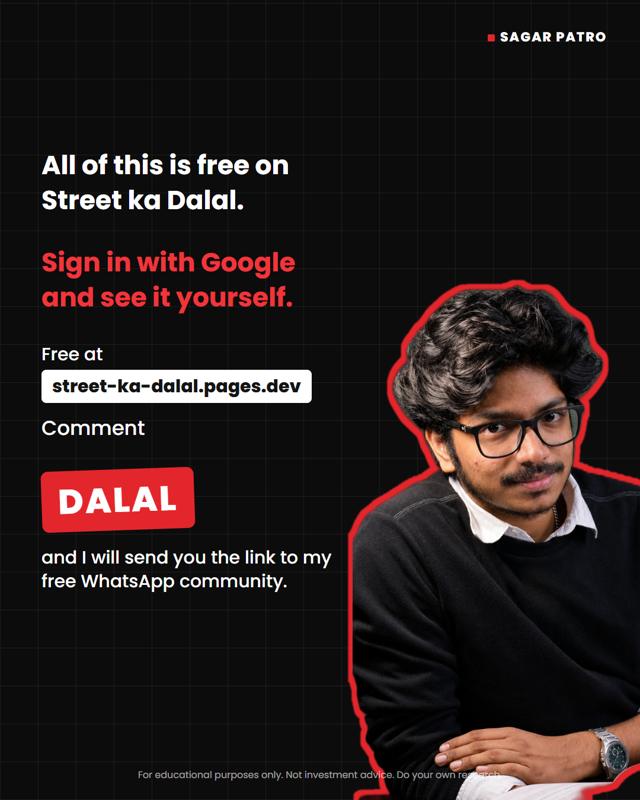 SAGAR PATRO
All of this is free on
Street ka Dalal.
Sign in with Google
and see it yourself.
Free at
street-ka-dalal.pages.dev
Comment
DALAL
and I will send you the link to my
free WhatsApp community.
For educational purposes only. Not investment advice. Do your own research.